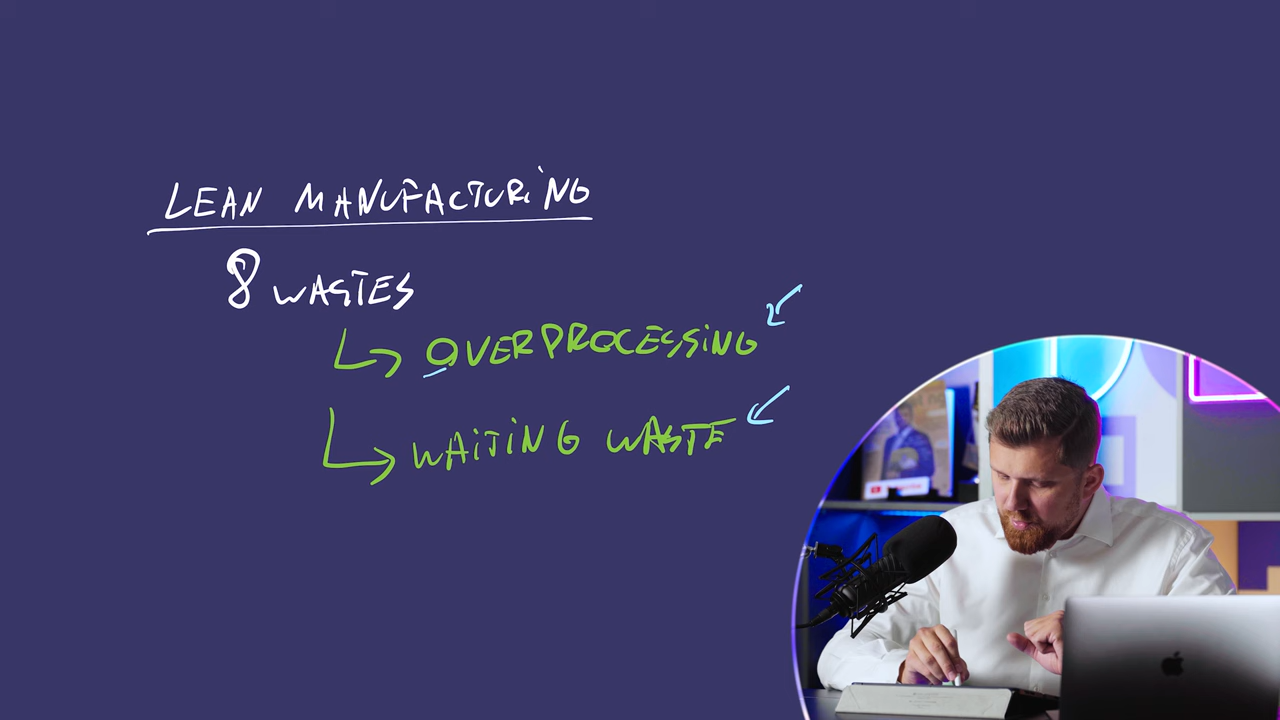 LEAN MANUFACTURING
8 WASTES
OVERPROCESSING
WAITING WASTE